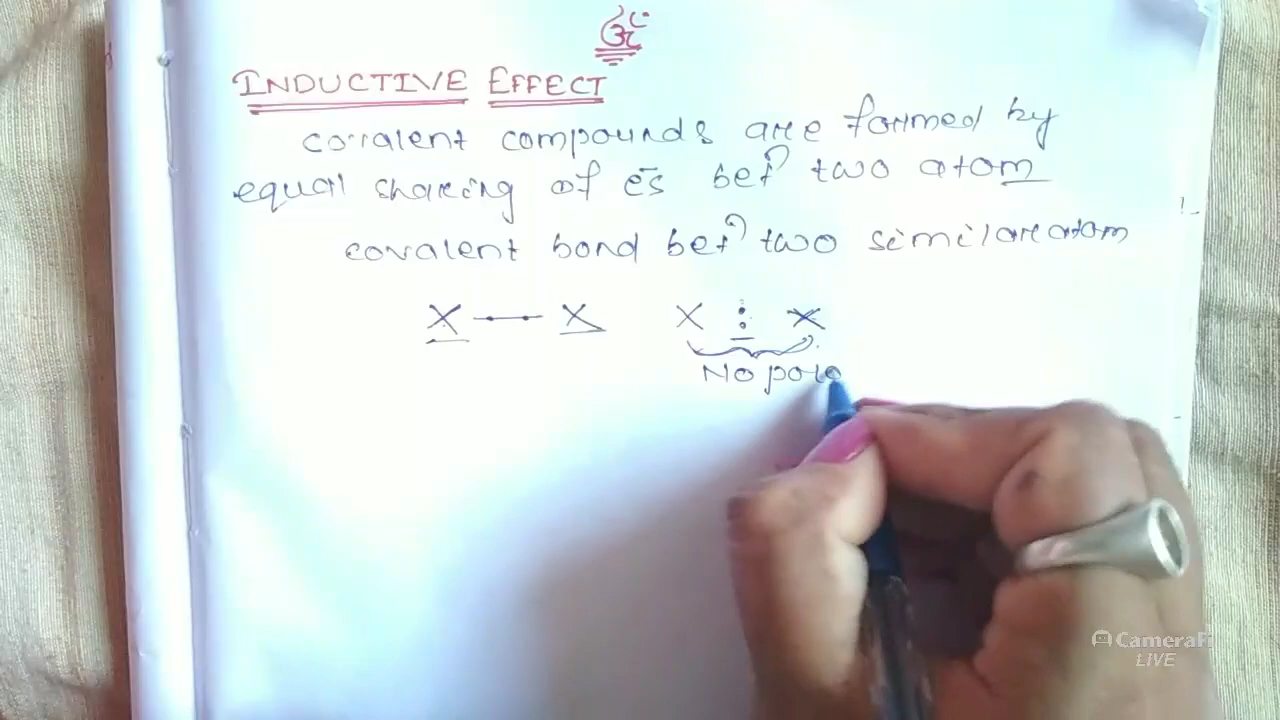 INDUCTIVE EFFECT
covalent compounds are formed by
equal sharing of e̅s betⁿ two atom
covalent bond betⁿ two similar atom
X — X X : X
No pola
CameraFi
LIVE